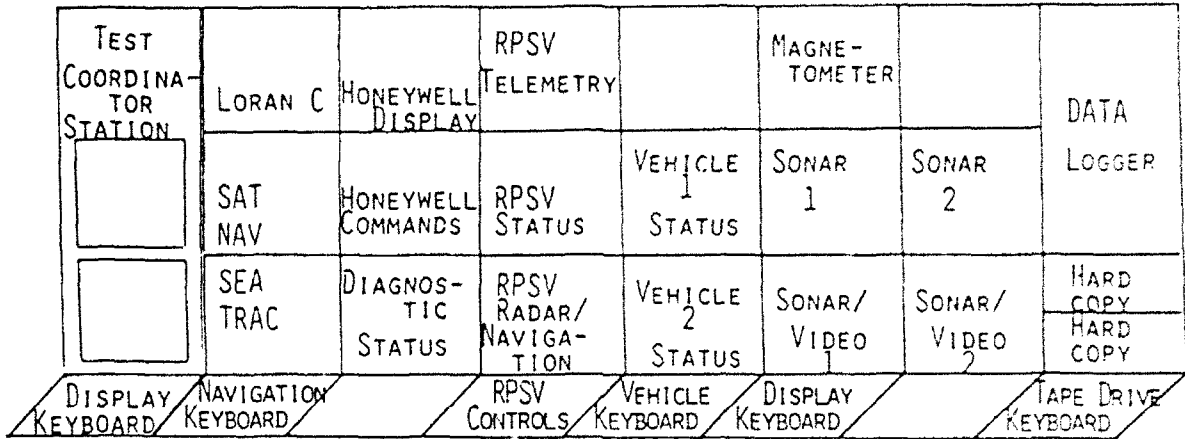 TEST
COORDINA-
TOR
STATION
LORAN C
HONEYWELL
DISPLAY
RPSV
TELEMETRY
MAGNE-
TOMETER
DATA
LOGGER
SAT
NAV
HONEYWELL
COMMANDS
RPSV
STATUS
VEHICLE
1
STATUS
SONAR
1
SONAR
2
SEA
TRAC
DIAGNOS-
TIC
STATUS
RPSV
RADAR/
NAVIGA-
TION
VEHICLE
2
STATUS
SONAR/
VIDEO
1
SONAR/
VIDEO
2
HARD
COPY
HARD
COPY
DISPLAY
KEYBOARD
NAVIGATION
KEYBOARD
RPSV
CONTROLS
VEHICLE
KEYBOARD
DISPLAY
KEYBOARD
TAPE DRIVE
KEYBOARD